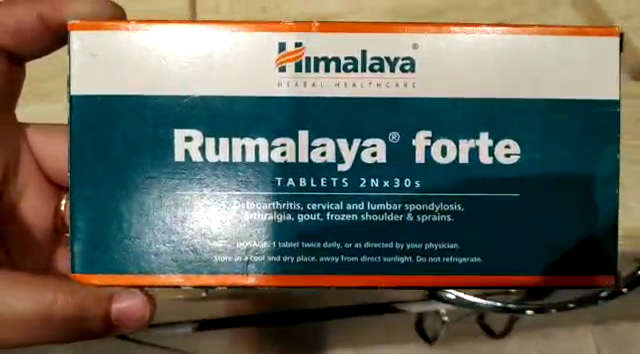 Himalaya®
HERBAL HEALTHCARE
Rumalaya® forte
TABLETS 2N x 30s
Osteoarthritis, cervical and lumbar spondylosis,
arthralgia, gout, frozen shoulder & sprains.
DOSAGE: 1 tablet twice daily, or as directed by your physician.
Store in a cool and dry place, away from direct sunlight. Do not refrigerate.